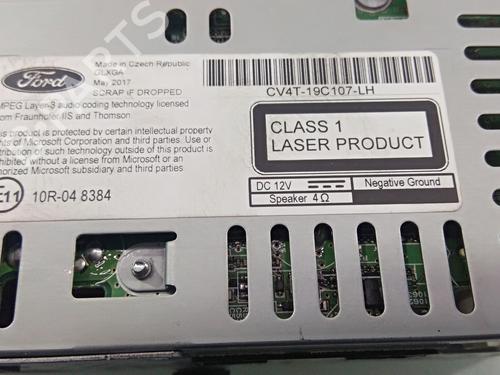 Ford
Made in Czech Republic
GLXGA
May 2017
SCRAP IF DROPPED
MPEG Layer-3 audio coding technology licensed
from Fraunhofer IIS and Thomson
this product is protected by certain intellectual property
rights of Microsoft Corporation and third parties. Use or
distribution of such technology outside of this product is
prohibited without a license from Microsoft or an
authorized Microsoft subsidiary and third parties
E11 10R-04 8384
CV4T-19C107-LH
CLASS 1
LASER PRODUCT
DC 12V Negative Ground
Speaker 4 Ω